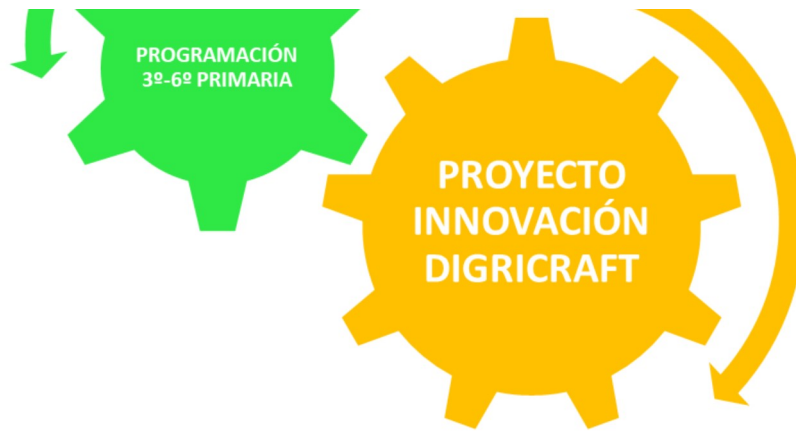 PROGRAMACIÓN
3º-6º PRIMARIA
PROYECTO
INNOVACIÓN
DIGRICRAFT